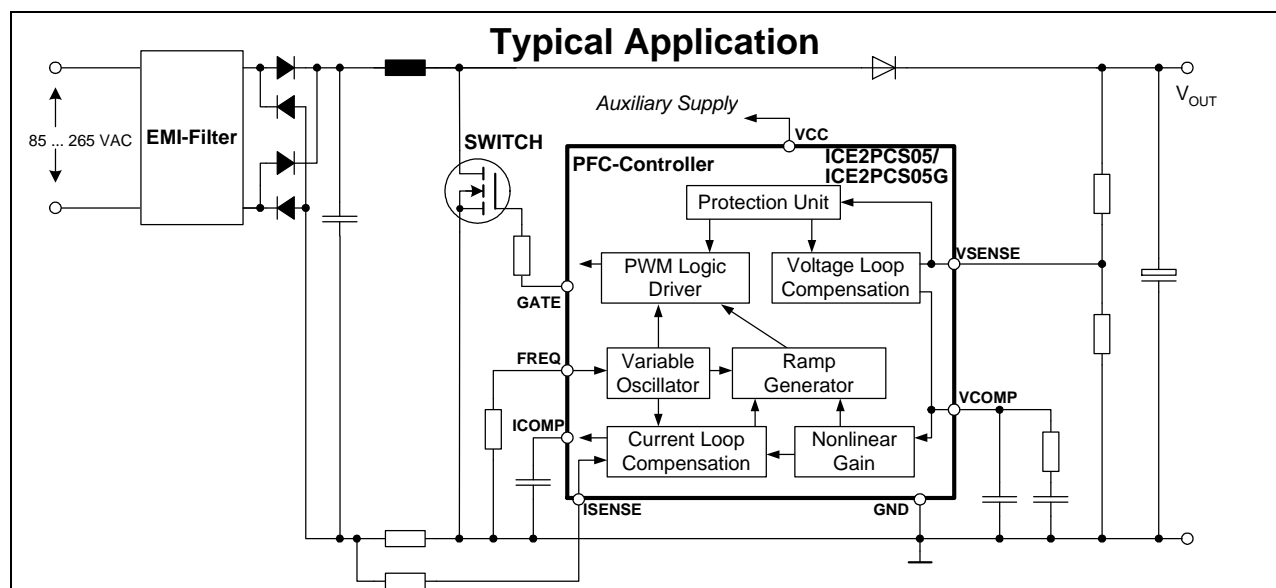 Typical Application
85 ... 265 VAC
EMI-Filter
Auxiliary Supply
VCC
V_OUT
SWITCH
PFC-Controller
ICE2PCS05/
ICE2PCS05G
Protection Unit
PWM Logic
Driver
Voltage Loop
Compensation
VSENSE
GATE
FREQ
Variable
Oscillator
Ramp
Generator
VCOMP
ICOMP
Current Loop
Compensation
Nonlinear
Gain
ISENSE
GND